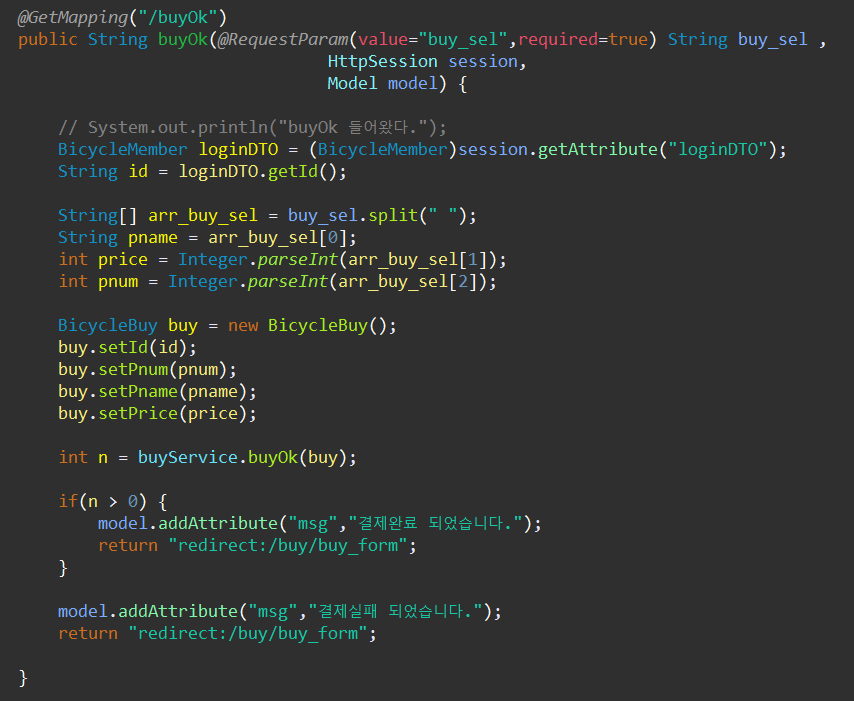 @GetMapping("/buyOk")
public String buyOk(@RequestParam(value="buy_sel",required=true) String buy_sel ,
HttpSession session,
Model model) {
// System.out.println("buyOk 들어왔다.");
BicycleMember loginDTO = (BicycleMember)session.getAttribute("loginDTO");
String id = loginDTO.getId();
String[] arr_buy_sel = buy_sel.split(" ");
String pname = arr_buy_sel[0];
int price = Integer.parseInt(arr_buy_sel[1]);
int pnum = Integer.parseInt(arr_buy_sel[2]);
BicycleBuy buy = new BicycleBuy();
buy.setId(id);
buy.setPnum(pnum);
buy.setPname(pname);
buy.setPrice(price);
int n = buyService.buyOk(buy);
if(n > 0) {
model.addAttribute("msg","결제완료 되었습니다.");
return "redirect:/buy/buy_form";
}
model.addAttribute("msg","결제실패 되었습니다.");
return "redirect:/buy/buy_form";
}